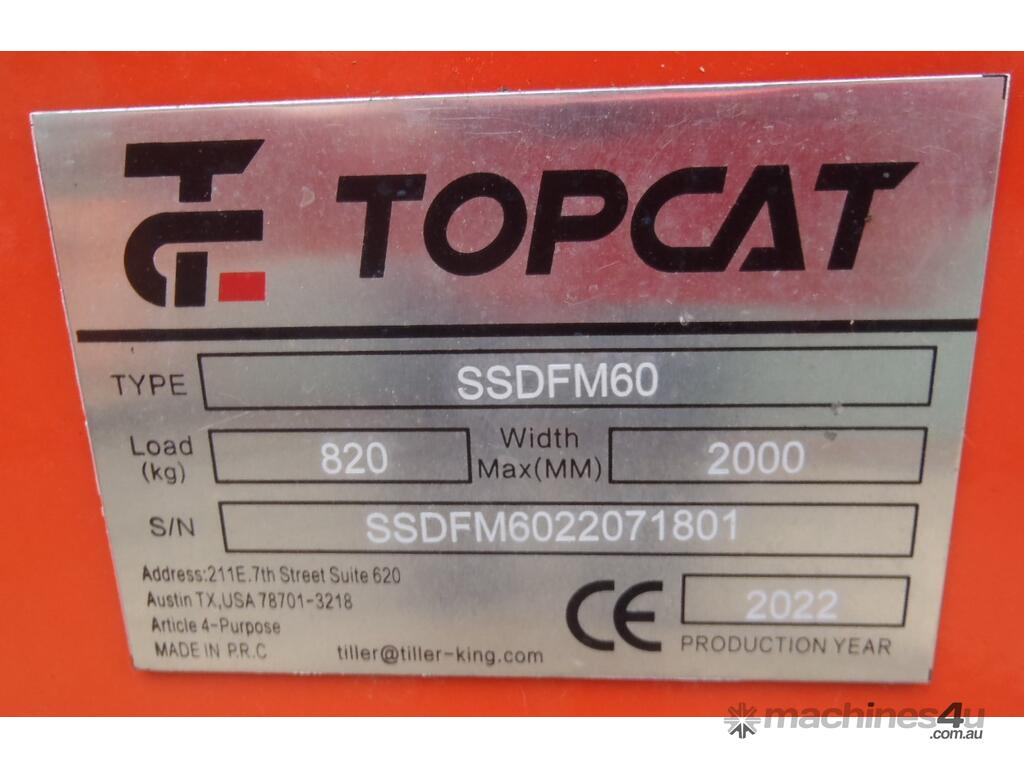 TC TOPCAT
TYPE SSDFM60
Load (kg) 820 Width Max(MM) 2000
S/N SSDFM6022071801
Address:211E.7th Street Suite 620
Austin TX,USA 78701-3218
Article 4-Purpose
MADE IN P.R.C tiller@tiller-king.com
CE 2022
PRODUCTION YEAR
machines4u
.com.au